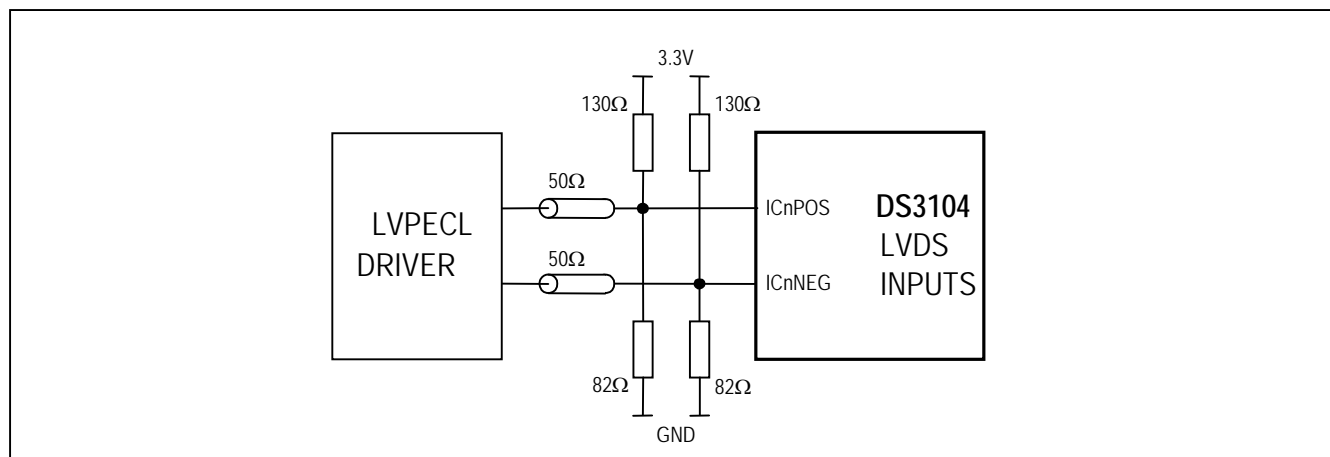 3.3V
130Ω
130Ω
50Ω
ICnPOS
DS3104
LVPECL
DRIVER
LVDS
INPUTS
50Ω
ICnNEG
82Ω
82Ω
GND